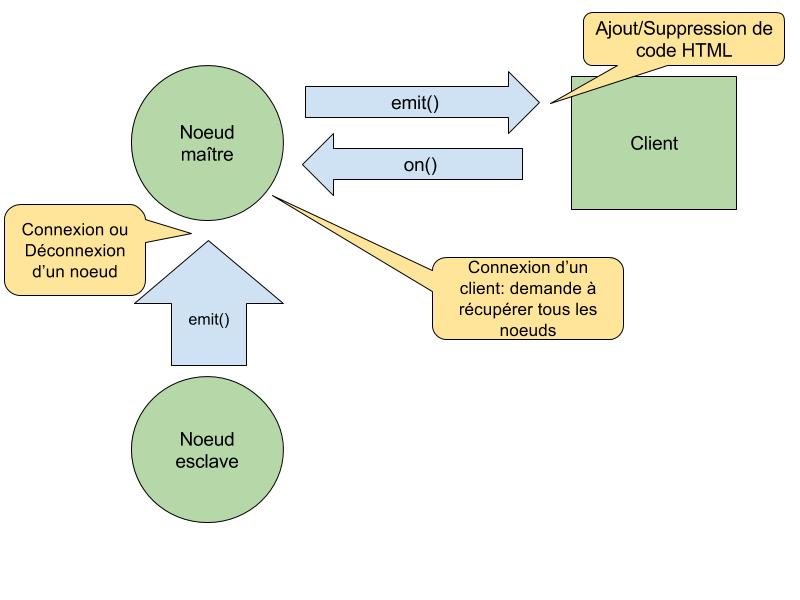 Ajout/Suppression de
code HTML
Noeud
maître
emit()
Client
on()
Connexion ou
Déconnexion
d'un noeud
Connexion d'un
client: demande à
récupérer tous les
noeuds
emit()
Noeud
esclave